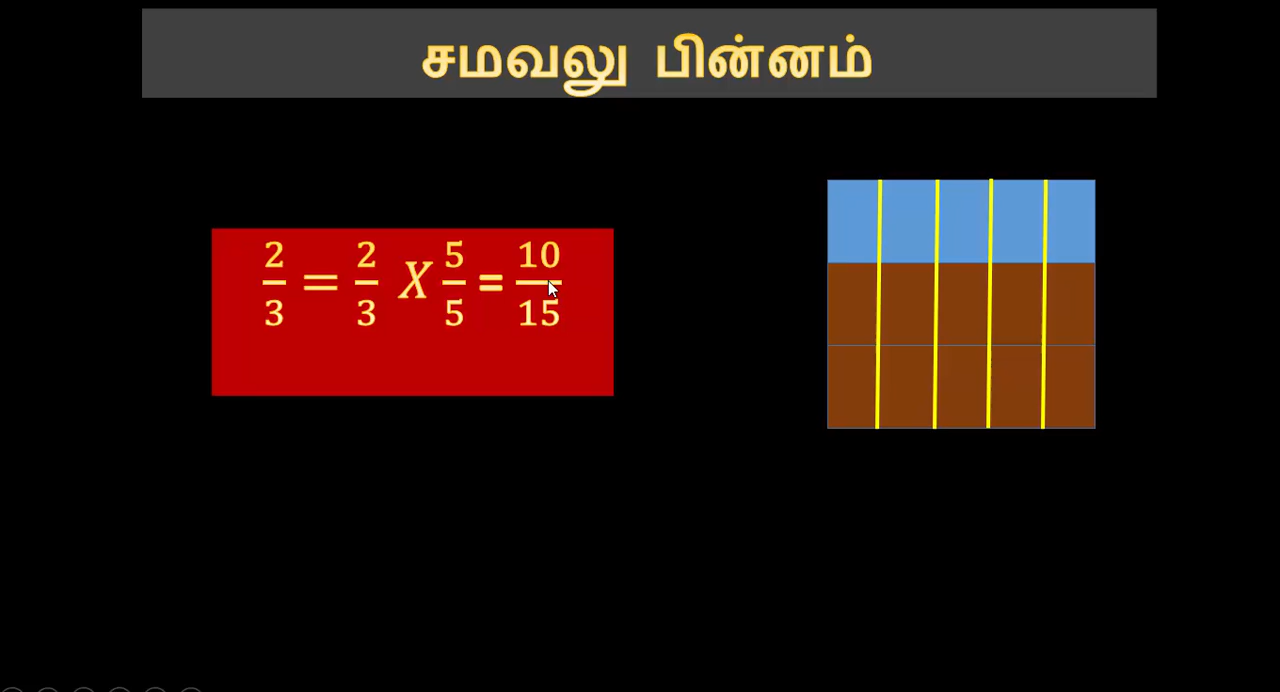 சமவலு பின்னம்
2/3 = 2/3 X 5/5 = 10/15